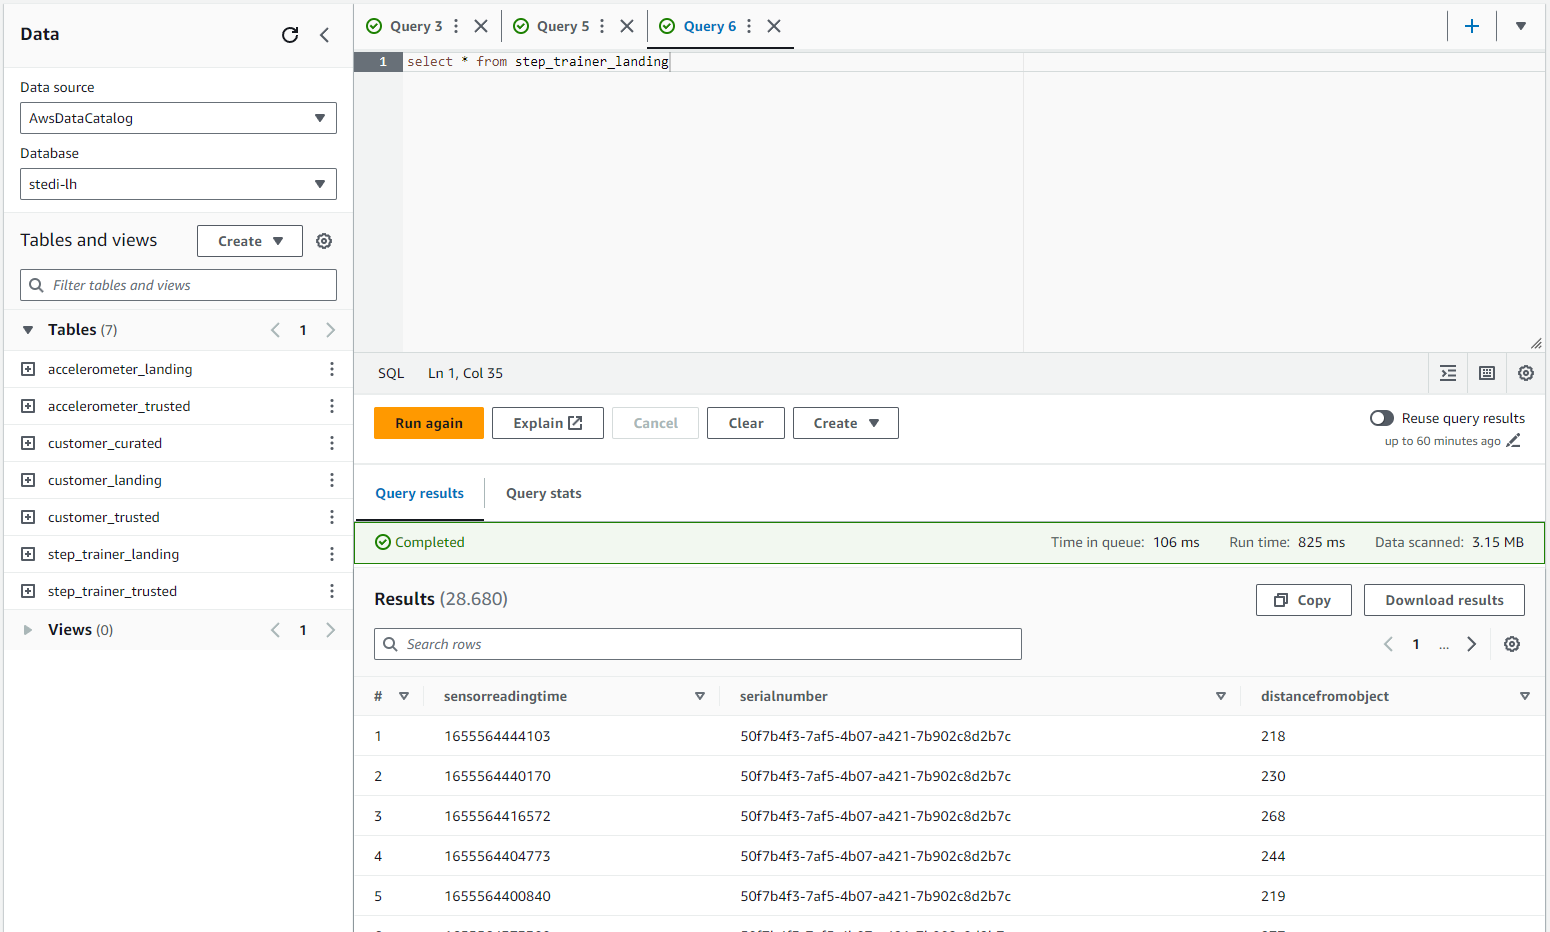 Data
Data source
AwsDataCatalog
Database
stedi-lh
Tables and views
Create
Filter tables and views
Tables (7)
1
accelerometer_landing
accelerometer_trusted
customer_curated
customer_landing
customer_trusted
step_trainer_landing
step_trainer_trusted
Views (0)
1
Query 3
Query 5
Query 6
1 select * from step_trainer_landing
SQL Ln 1, Col 35
Run again
Explain
Cancel
Clear
Create
Reuse query results
up to 60 minutes ago
Query results
Query stats
Completed
Time in queue: 106 ms Run time: 825 ms Data scanned: 3.15 MB
Results (28.680)
Copy
Download results
Search rows
1 ...
# sensorreadingtime serialnumber distancefromobject
1 1655564444103 50f7b4f3-7af5-4b07-a421-7b902c8d2b7c 218
2 1655564440170 50f7b4f3-7af5-4b07-a421-7b902c8d2b7c 230
3 1655564416572 50f7b4f3-7af5-4b07-a421-7b902c8d2b7c 268
4 1655564404773 50f7b4f3-7af5-4b07-a421-7b902c8d2b7c 244
5 1655564400840 50f7b4f3-7af5-4b07-a421-7b902c8d2b7c 219